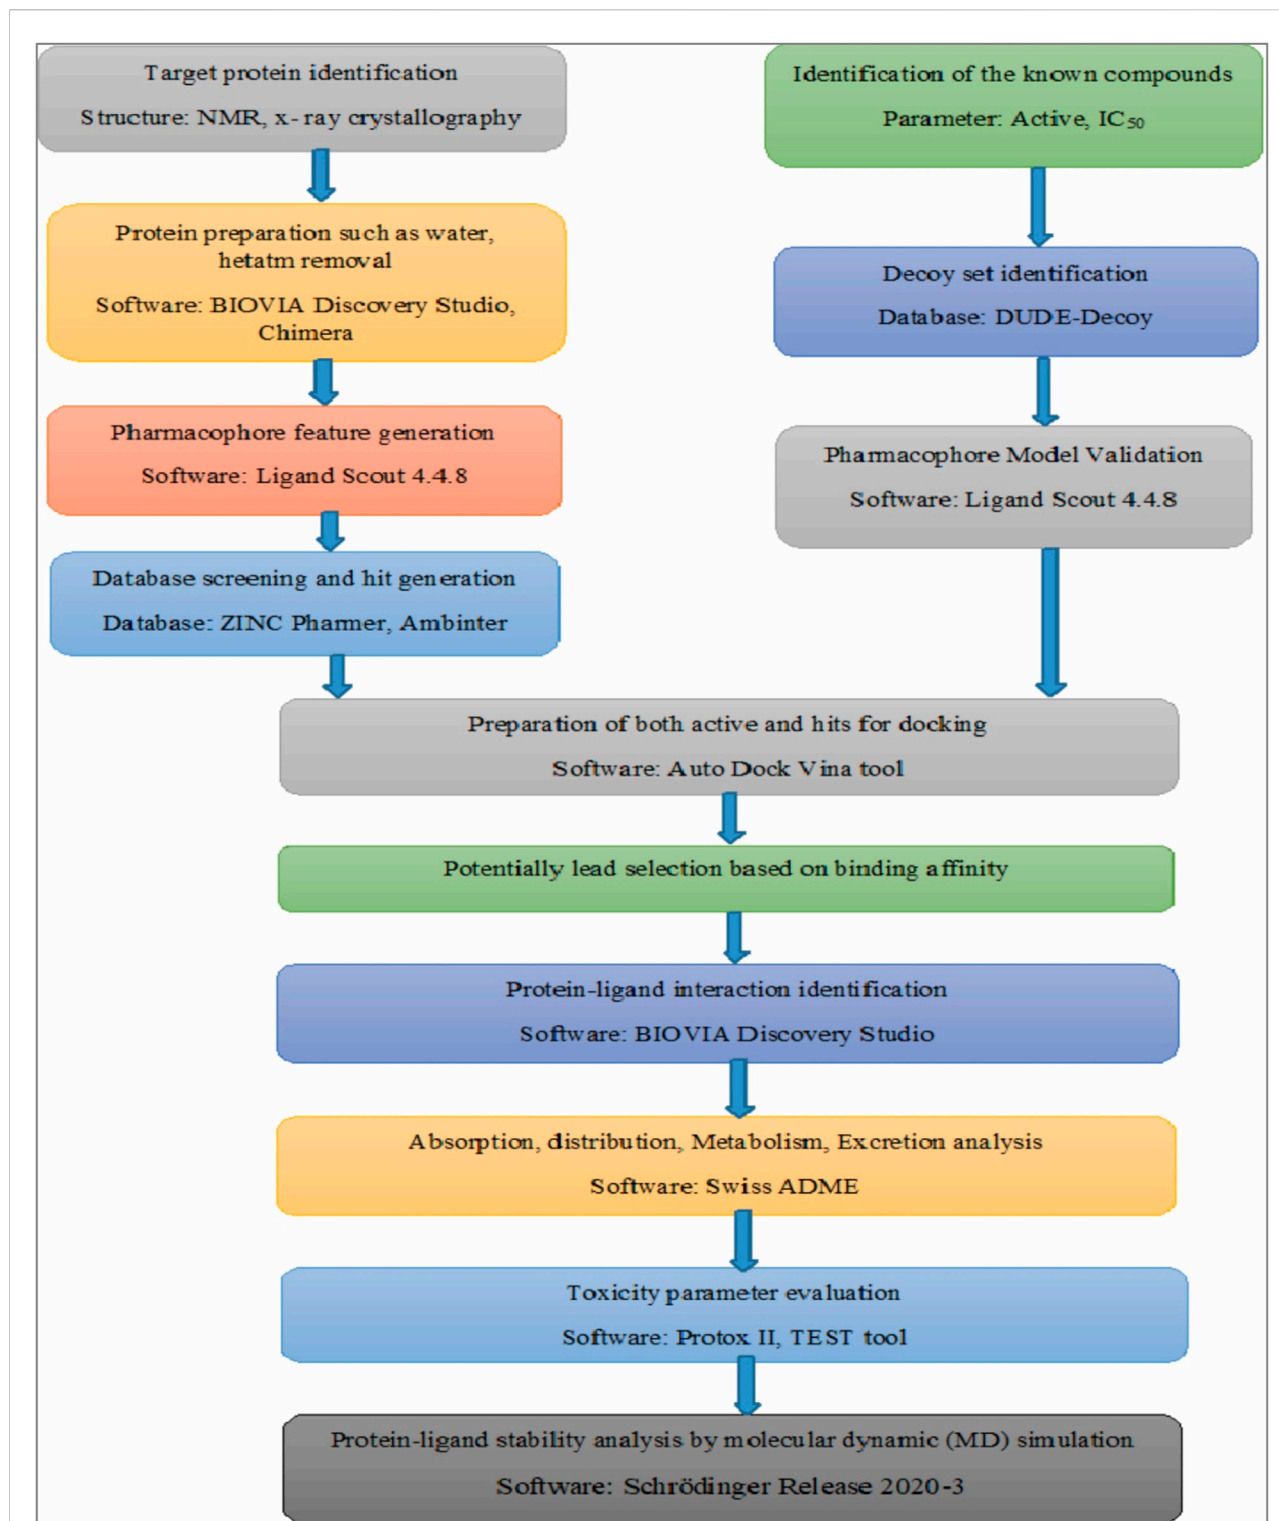 Target protein identification
Structure: NMR, x-ray crystallography
Protein preparation such as water,
hetatm removal
Software: BIOVIA Discovery Studio,
Chimera
Pharmacophore feature generation
Software: Ligand Scout 4.4.8
Database screening and hit generation
Database: ZINC Pharmer, Ambinter
Identification of the known compounds
Parameter: Active, IC₅₀
Decoy set identification
Database: DUDE-Decoy
Pharmacophore Model Validation
Software: Ligand Scout 4.4.8
Preparation of both active and hits for docking
Software: Auto Dock Vina tool
Potentially lead selection based on binding affinity
Protein-ligand interaction identification
Software: BIOVIA Discovery Studio
Absorption, distribution, Metabolism, Excretion analysis
Software: Swiss ADME
Toxicity parameter evaluation
Software: Protox II, TEST tool
Protein-ligand stability analysis by molecular dynamic (MD) simulation
Software: Schrödinger Release 2020-3